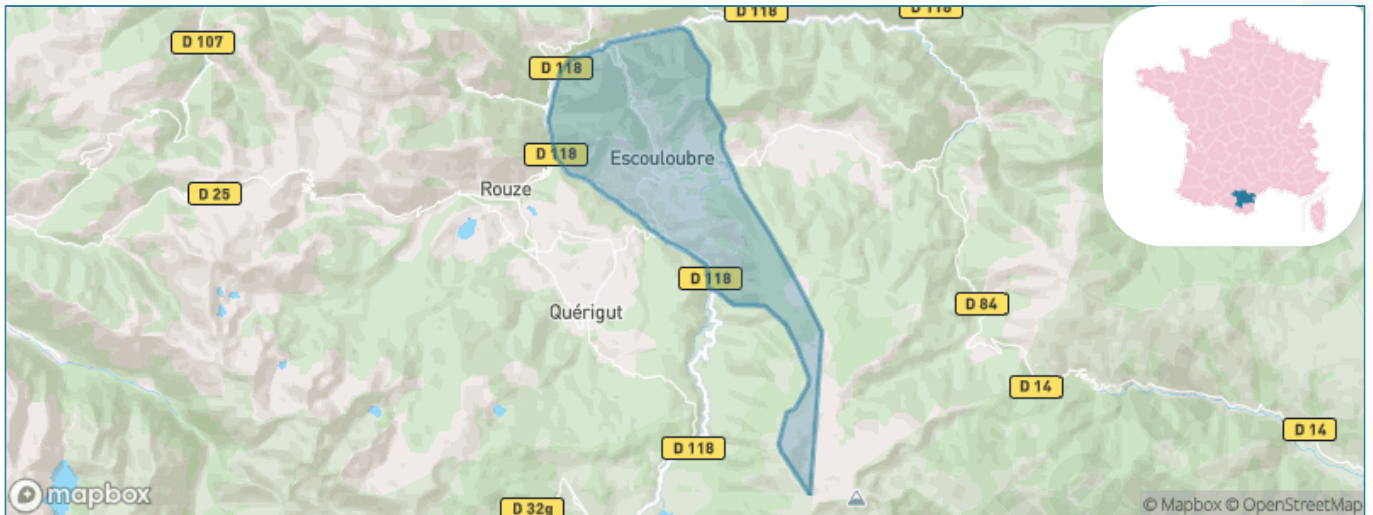 D 118
D 118
D 107
D 118
D 118
Escouloubre
Rouze
D 25
D 118
Quérigut
D 84
D 14
D 14
D 118
mapbox
D 32g
© Mapbox © OpenStreetMap